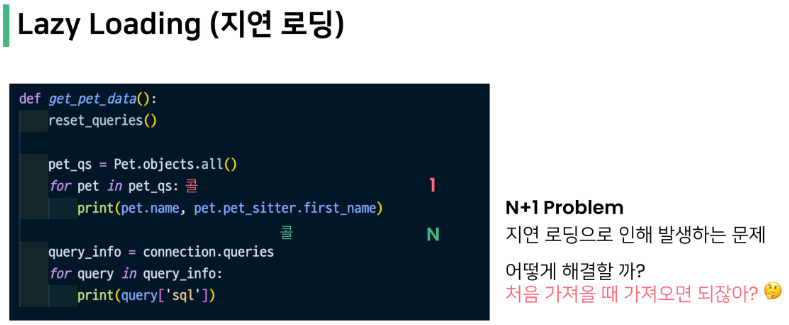 Lazy Loading (지연 로딩)
def get_pet_data():
reset_queries()
pet_qs = Pet.objects.all()
for pet in pet_qs: 콜
1
print(pet.name, pet.pet_sitter.first_name)
콜
N
query_info = connection.queries
for query in query_info:
print(query['sql'])
N+1 Problem
지연 로딩으로 인해 발생하는 문제
어떻게 해결할 까?
처음 가져올 때 가져오면 되잖아? 🤔